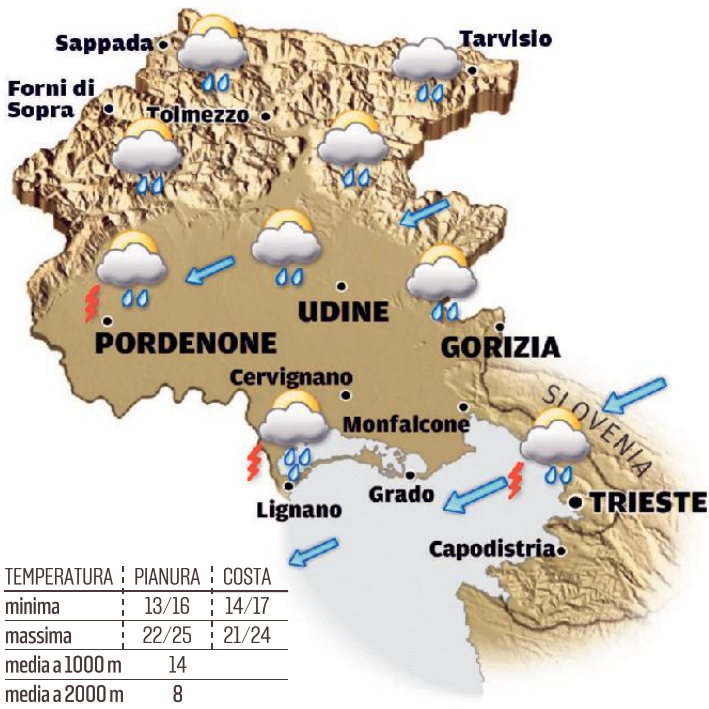 Sappada
Tarvisio
Forni di
Sopra
Tolmezzo
UDINE
PORDENONE
GORIZIA
Cervignano
Monfalcone
SLOVENIA
Grado
Lignano
TRIESTE
Capodistria
TEMPERATURA PIANURA COSTA
minima 13/16 14/17
massima 22/25 21/24
media a 1000 m 14
media a 2000 m 8